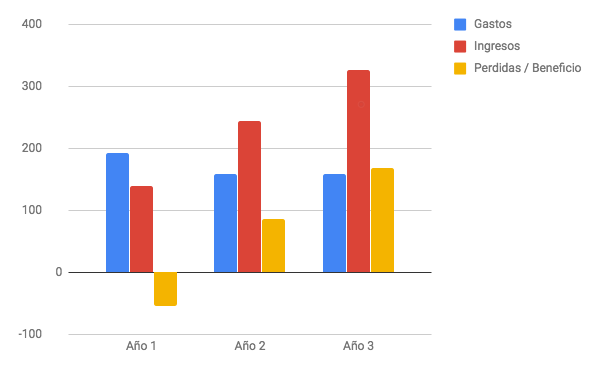 400
300
200
100
0
-100
Año 1
Año 2
Año 3
Gastos
Ingresos
Perdidas / Beneficio